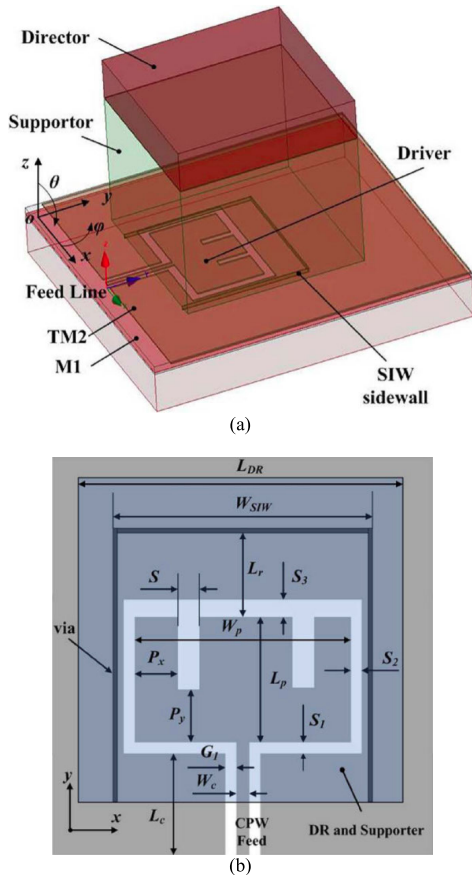 Director
Supportor
Driver
z
θ
y
o
φ
x
Feed Line
TM2
M1
SIW
sidewall
(a)
L_DR
W_SIW
S
L_r
S_3
via
W_p
P_x
L_p
S_2
P_y
S_1
G_1
W_c
y
x
L_c
CPW
Feed
DR and Supporter
(b)